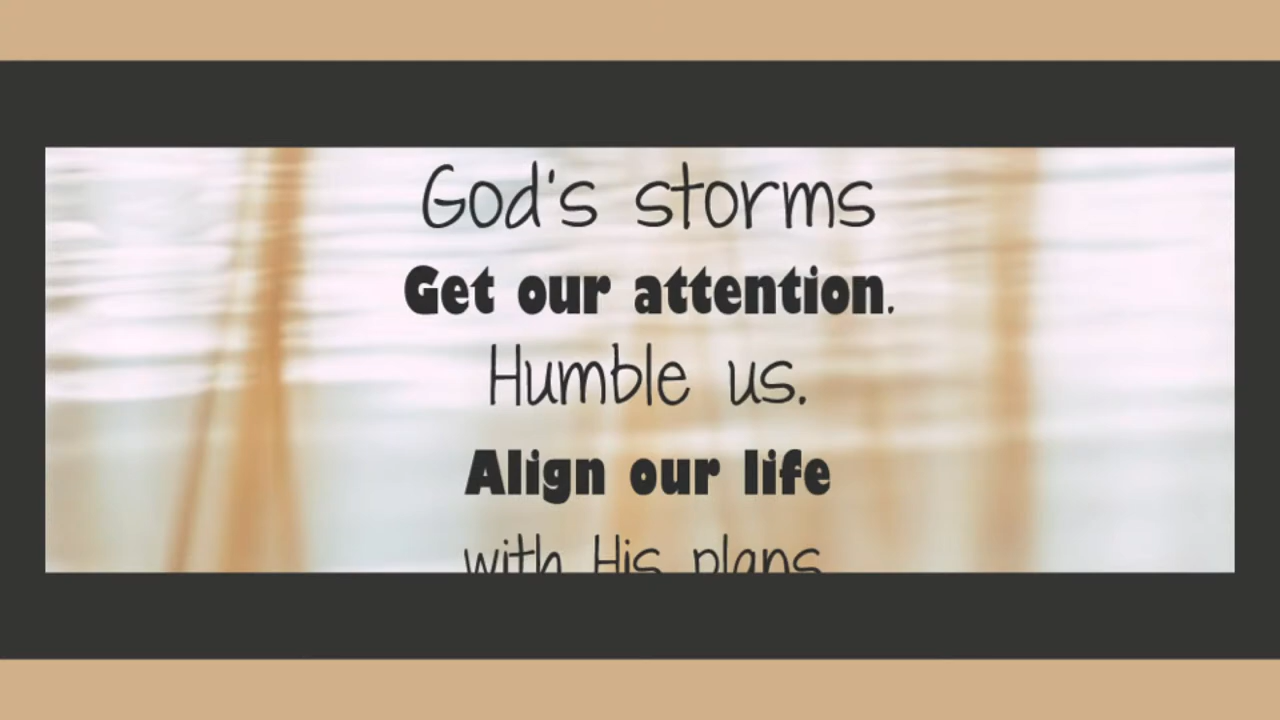 God's storms
Get our attention.
Humble us.
Align our life
with His plans